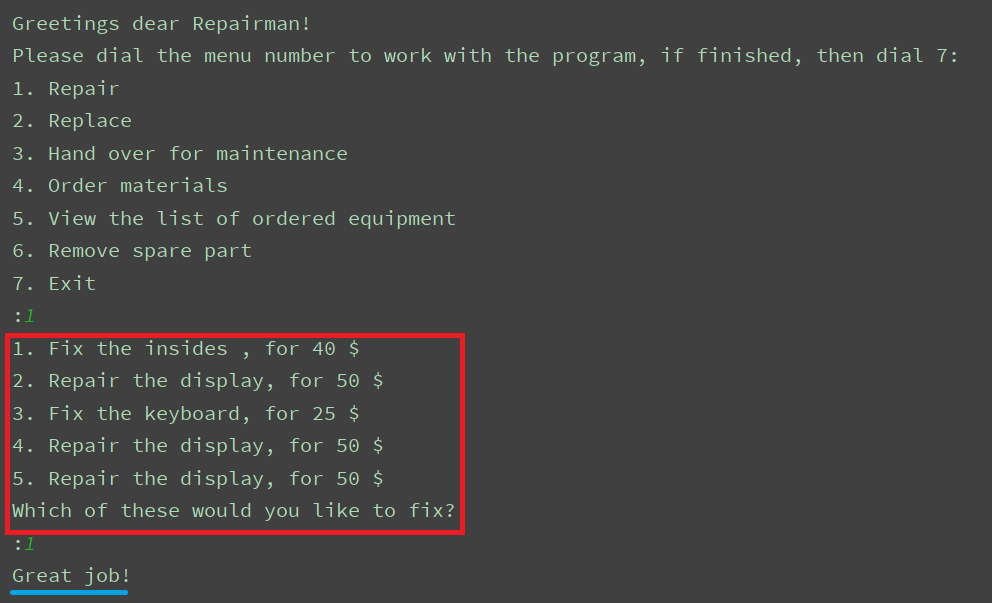 Greetings dear Repairman!
Please dial the menu number to work with the program, if finished, then dial 7:
1. Repair
2. Replace
3. Hand over for maintenance
4. Order materials
5. View the list of ordered equipment
6. Remove spare part
7. Exit
:1
1. Fix the insides , for 40 $
2. Repair the display, for 50 $
3. Fix the keyboard, for 25 $
4. Repair the display, for 50 $
5. Repair the display, for 50 $
Which of these would you like to fix?
:1
Great job!